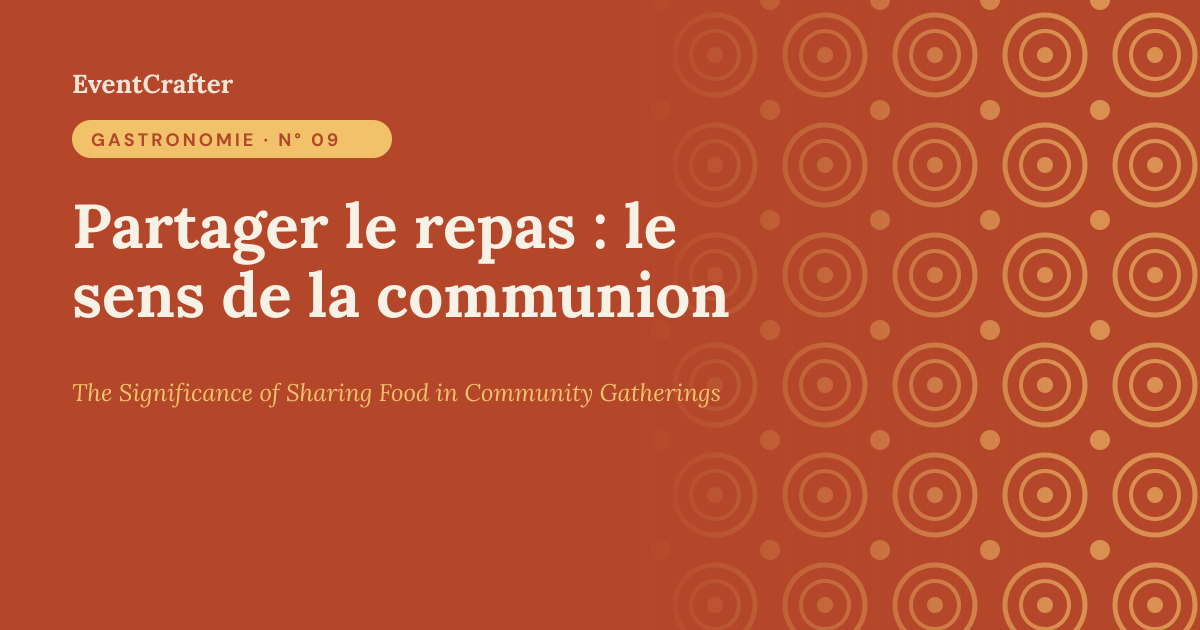 EventCrafter
GASTRONOMIE · N° 09
Partager le repas : le
sens de la communion
The Significance of Sharing Food in Community Gatherings